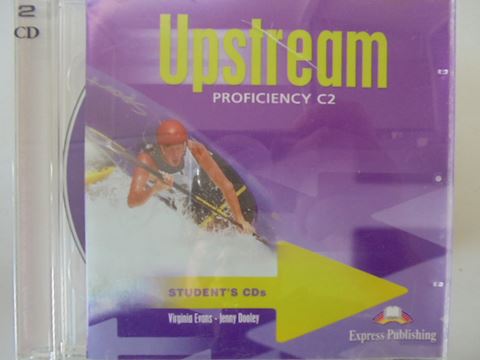 2
CD
Upstream
PROFICIENCY C2
STUDENT'S CDs
Virginia Evans - Jenny Dooley
Express Publishing